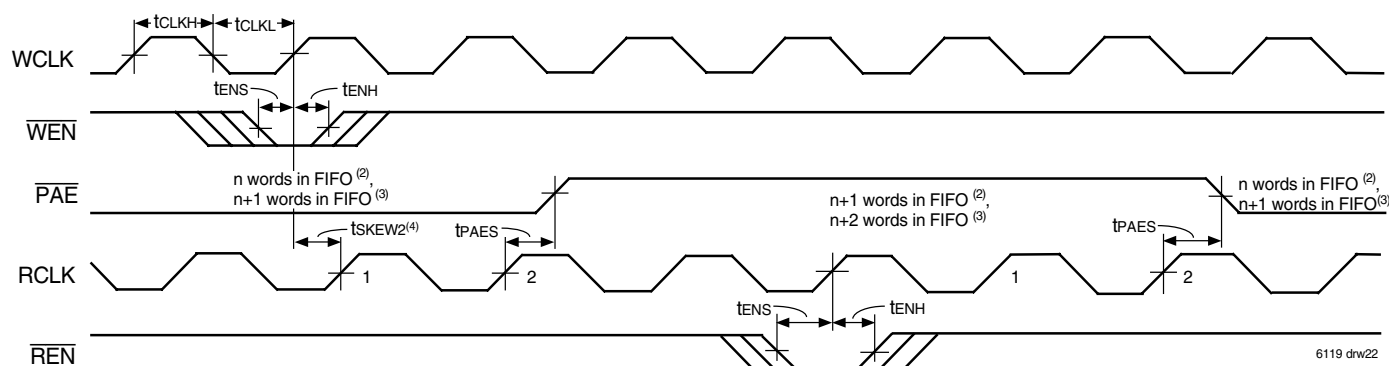 tCLKH
tCLKL
WCLK
tENS
tENH
WEN
n words in FIFO (2),
n+1 words in FIFO (3)
PAE
n+1 words in FIFO (2),
n+2 words in FIFO (3)
n words in FIFO (2),
n+1 words in FIFO(3)
tSKEW2(4)
tPAES
tPAES
RCLK
1
2
1
2
tENS
tENH
REN
6119 drw22